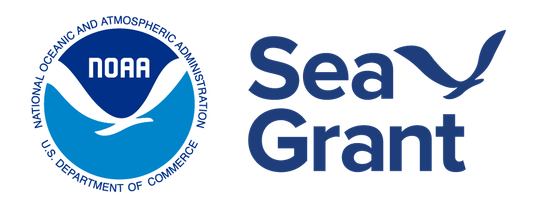 NATIONAL OCEANIC AND ATMOSPHERIC ADMINISTRATION
NOAA
U.S. DEPARTMENT OF COMMERCE
Sea
Grant